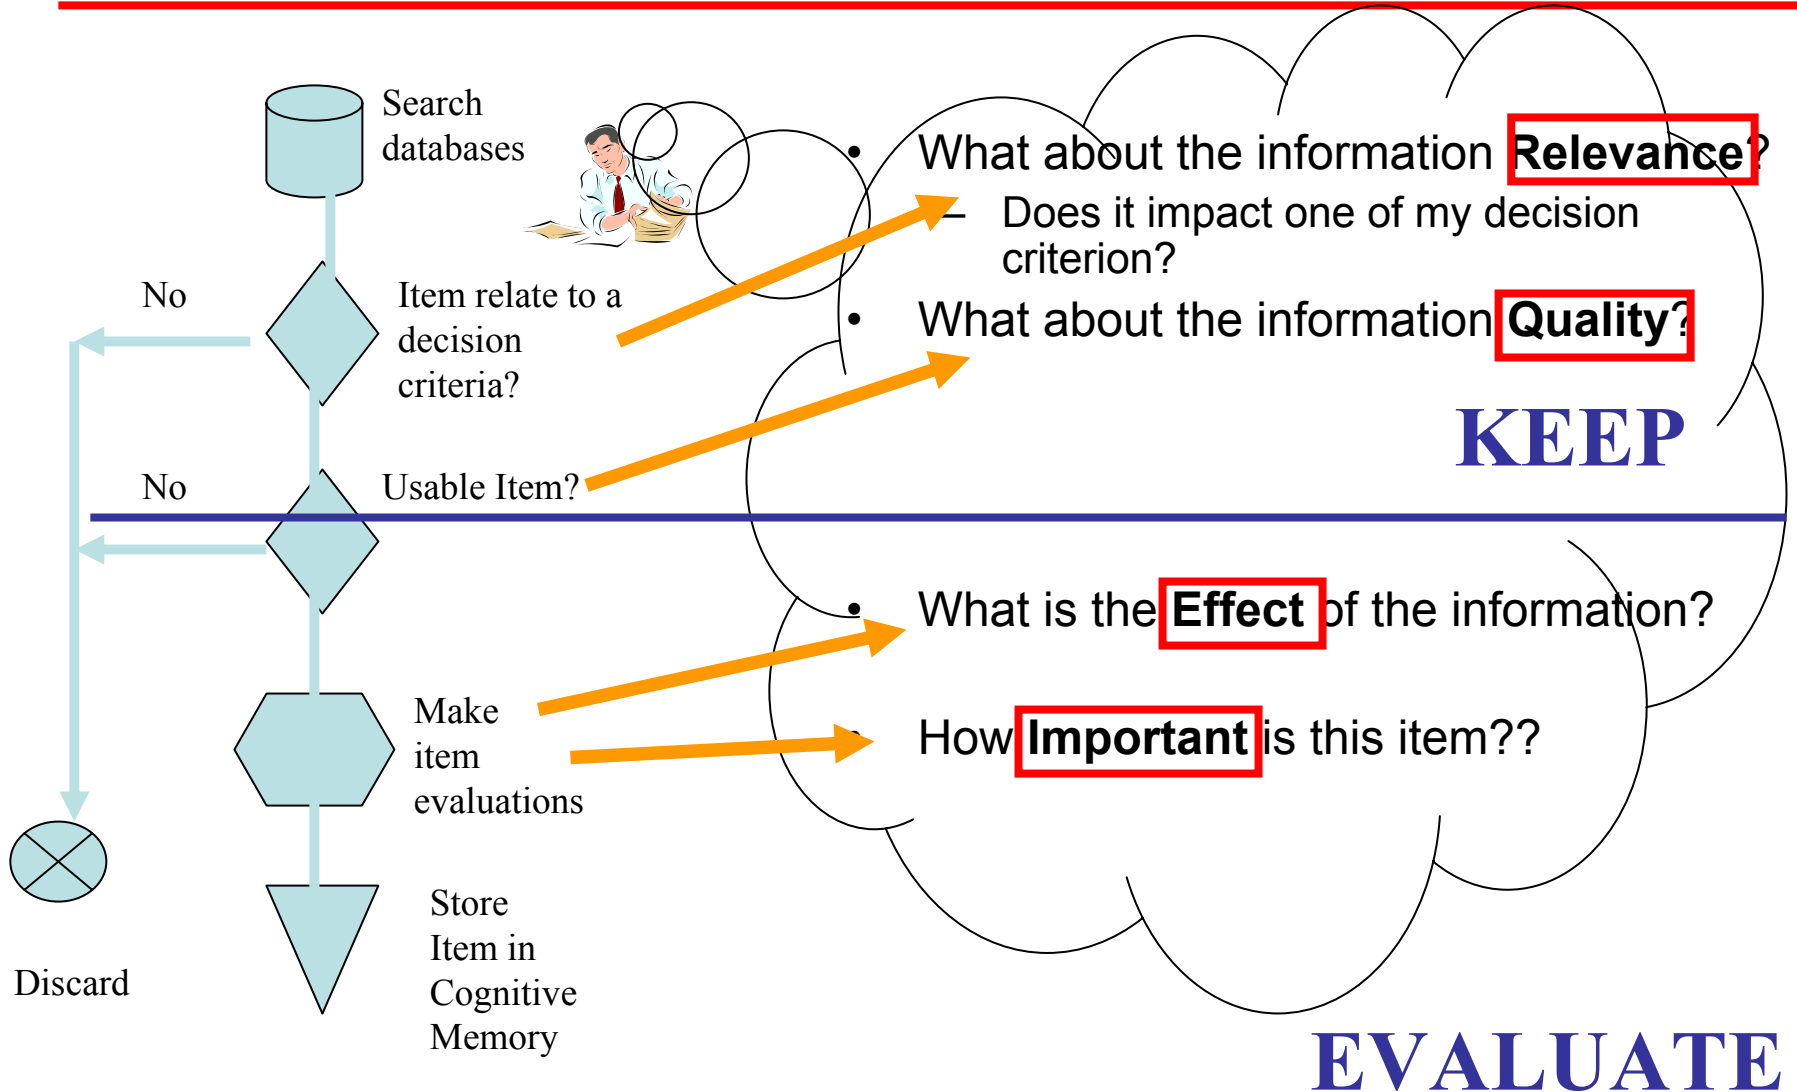 Search
databases
• What about the information Relevance?
– Does it impact one of my decision
criterion?
No
Item relate to a
decision
criteria?
• What about the information Quality?
KEEP
No
Usable Item?
• What is the Effect of the information?
Make
item
evaluations
• How Important is this item??
Store
Item in
Cognitive
Memory
Discard
EVALUATE